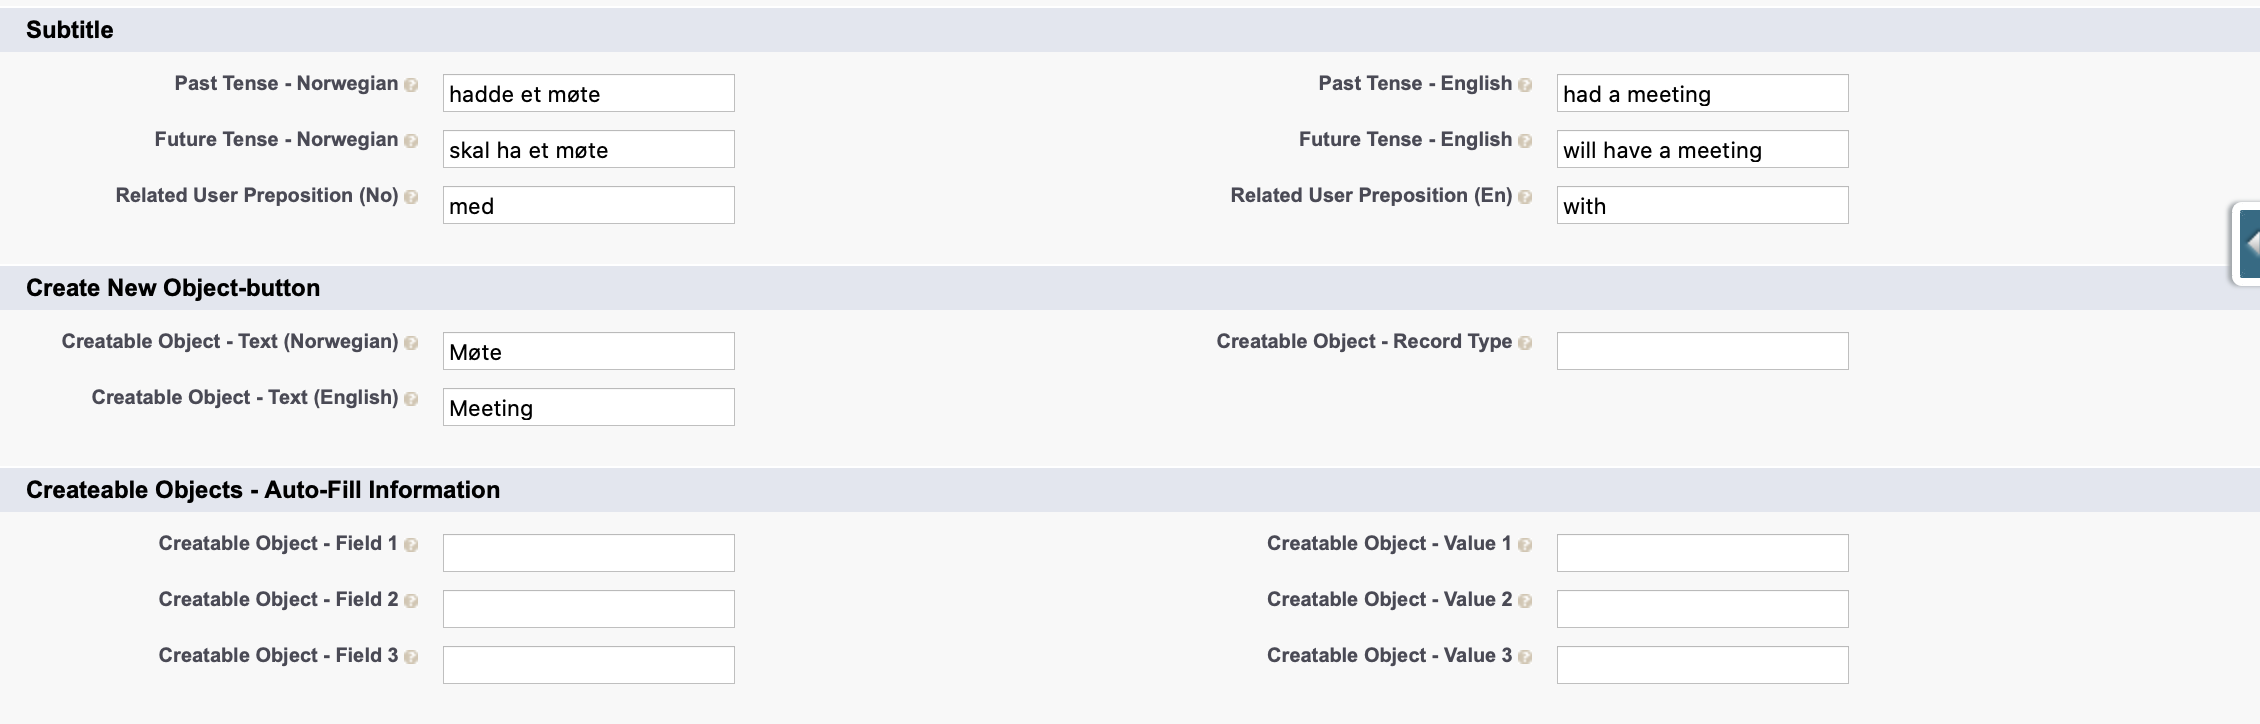 Subtitle
Past Tense - Norwegian hadde et møte Past Tense - English had a meeting
Future Tense - Norwegian skal ha et møte Future Tense - English will have a meeting
Related User Preposition (No) med Related User Preposition (En) with
Create New Object-button
Creatable Object - Text (Norwegian) Møte Creatable Object - Record Type
Creatable Object - Text (English) Meeting
Createable Objects - Auto-Fill Information
Creatable Object - Field 1 Creatable Object - Value 1
Creatable Object - Field 2 Creatable Object - Value 2
Creatable Object - Field 3 Creatable Object - Value 3